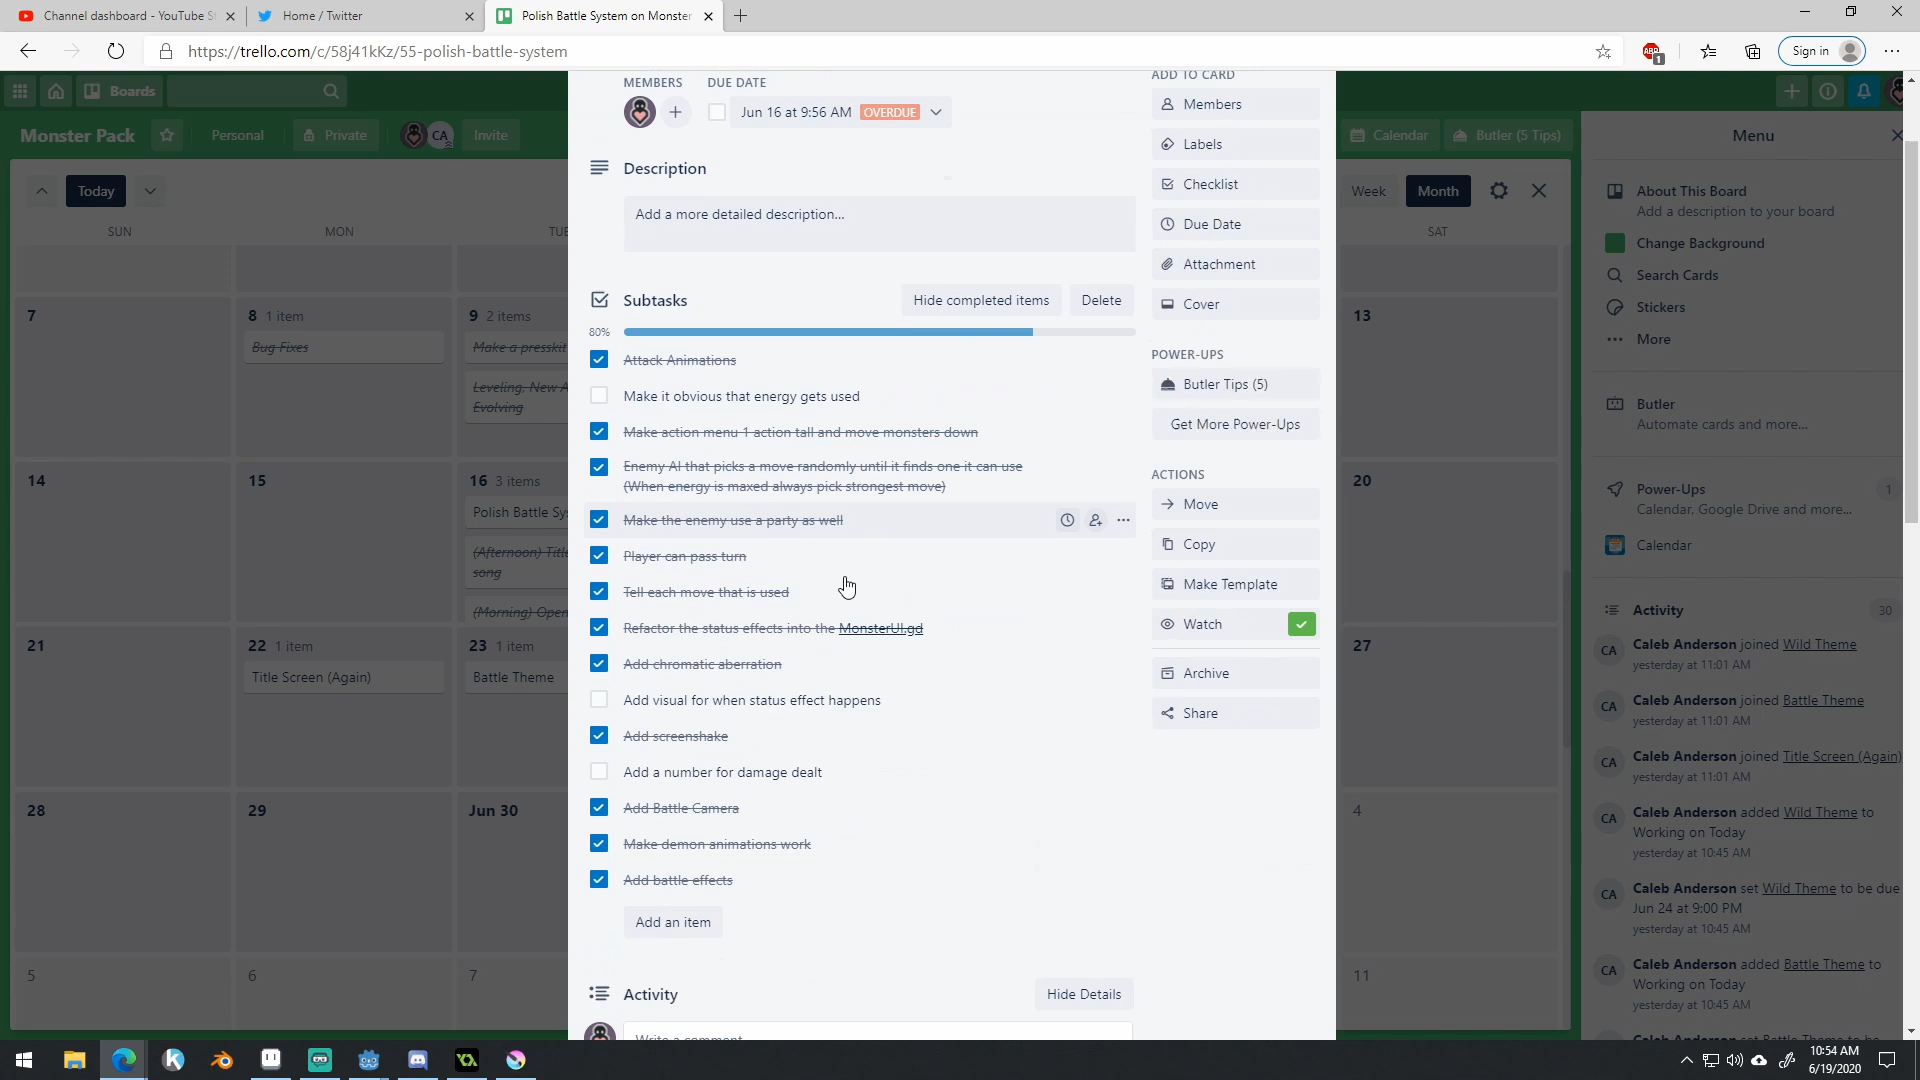 Channel dashboard - YouTube St
Home / Twitter
Polish Battle System on Monster
https://trello.com/c/58j41kKz/55-polish-battle-system
ABP
1
Sign in
Boards
Monster Pack
Personal
Private
CA
Invite
Calendar
Butler (5 Tips)
Today
Week
Month
SUN
MON
TUE
SAT
7
8 1 item
Bug Fixes
9 2 items
Make a presskit
Leveling, New A
Evolving
13
14
15
16 3 items
Polish Battle Sy
(Afternoon) Title
song
(Morning) Open
20
21
22 1 item
Title Screen (Again)
23 1 item
Battle Theme
27
28
29
Jun 30
4
5
6
7
11
MEMBERS
DUE DATE
Jun 16 at 9:56 AM OVERDUE
Description
Add a more detailed description...
Subtasks
Hide completed items
Delete
80%
Attack Animations
Make it obvious that energy gets used
Make action menu 1 action tall and move monsters down
Enemy AI that picks a move randomly until it finds one it can use
(When energy is maxed always pick strongest move)
Make the enemy use a party as well
Player can pass turn
Tell each move that is used
Refactor the status effects into the MonsterUI.gd
Add chromatic aberration
Add visual for when status effect happens
Add screenshake
Add a number for damage dealt
Add Battle Camera
Make demon animations work
Add battle effects
Add an item
Activity
Hide Details
Write a comment
ADD TO CARD
Members
Labels
Checklist
Due Date
Attachment
Cover
POWER-UPS
Butler Tips (5)
Get More Power-Ups
ACTIONS
Move
Copy
Make Template
Watch
Archive
Share
Menu
About This Board
Add a description to your board
Change Background
Search Cards
Stickers
More
Butler
Automate cards and more...
Power-Ups
1
Calendar, Google Drive and more...
Calendar
Activity
30
CA
Caleb Anderson joined Wild Theme
yesterday at 11:01 AM
CA
Caleb Anderson joined Battle Theme
yesterday at 11:01 AM
CA
Caleb Anderson joined Title Screen (Again)
yesterday at 11:01 AM
CA
Caleb Anderson added Wild Theme to
Working on Today
yesterday at 10:45 AM
CA
Caleb Anderson set Wild Theme to be due
Jun 24 at 9:00 PM
yesterday at 10:45 AM
CA
Caleb Anderson added Battle Theme to
Working on Today
yesterday at 10:45 AM
10:54 AM
6/19/2020